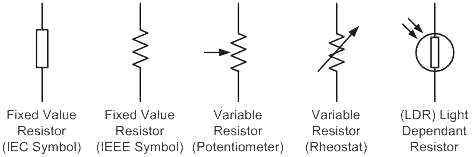 Fixed Value
Resistor
(IEC Symbol)
Fixed Value
Resistor
(IEEE Symbol)
Variable
Resistor
(Potentiometer)
Variable
Resistor
(Rheostat)
(LDR) Light
Dependant
Resistor